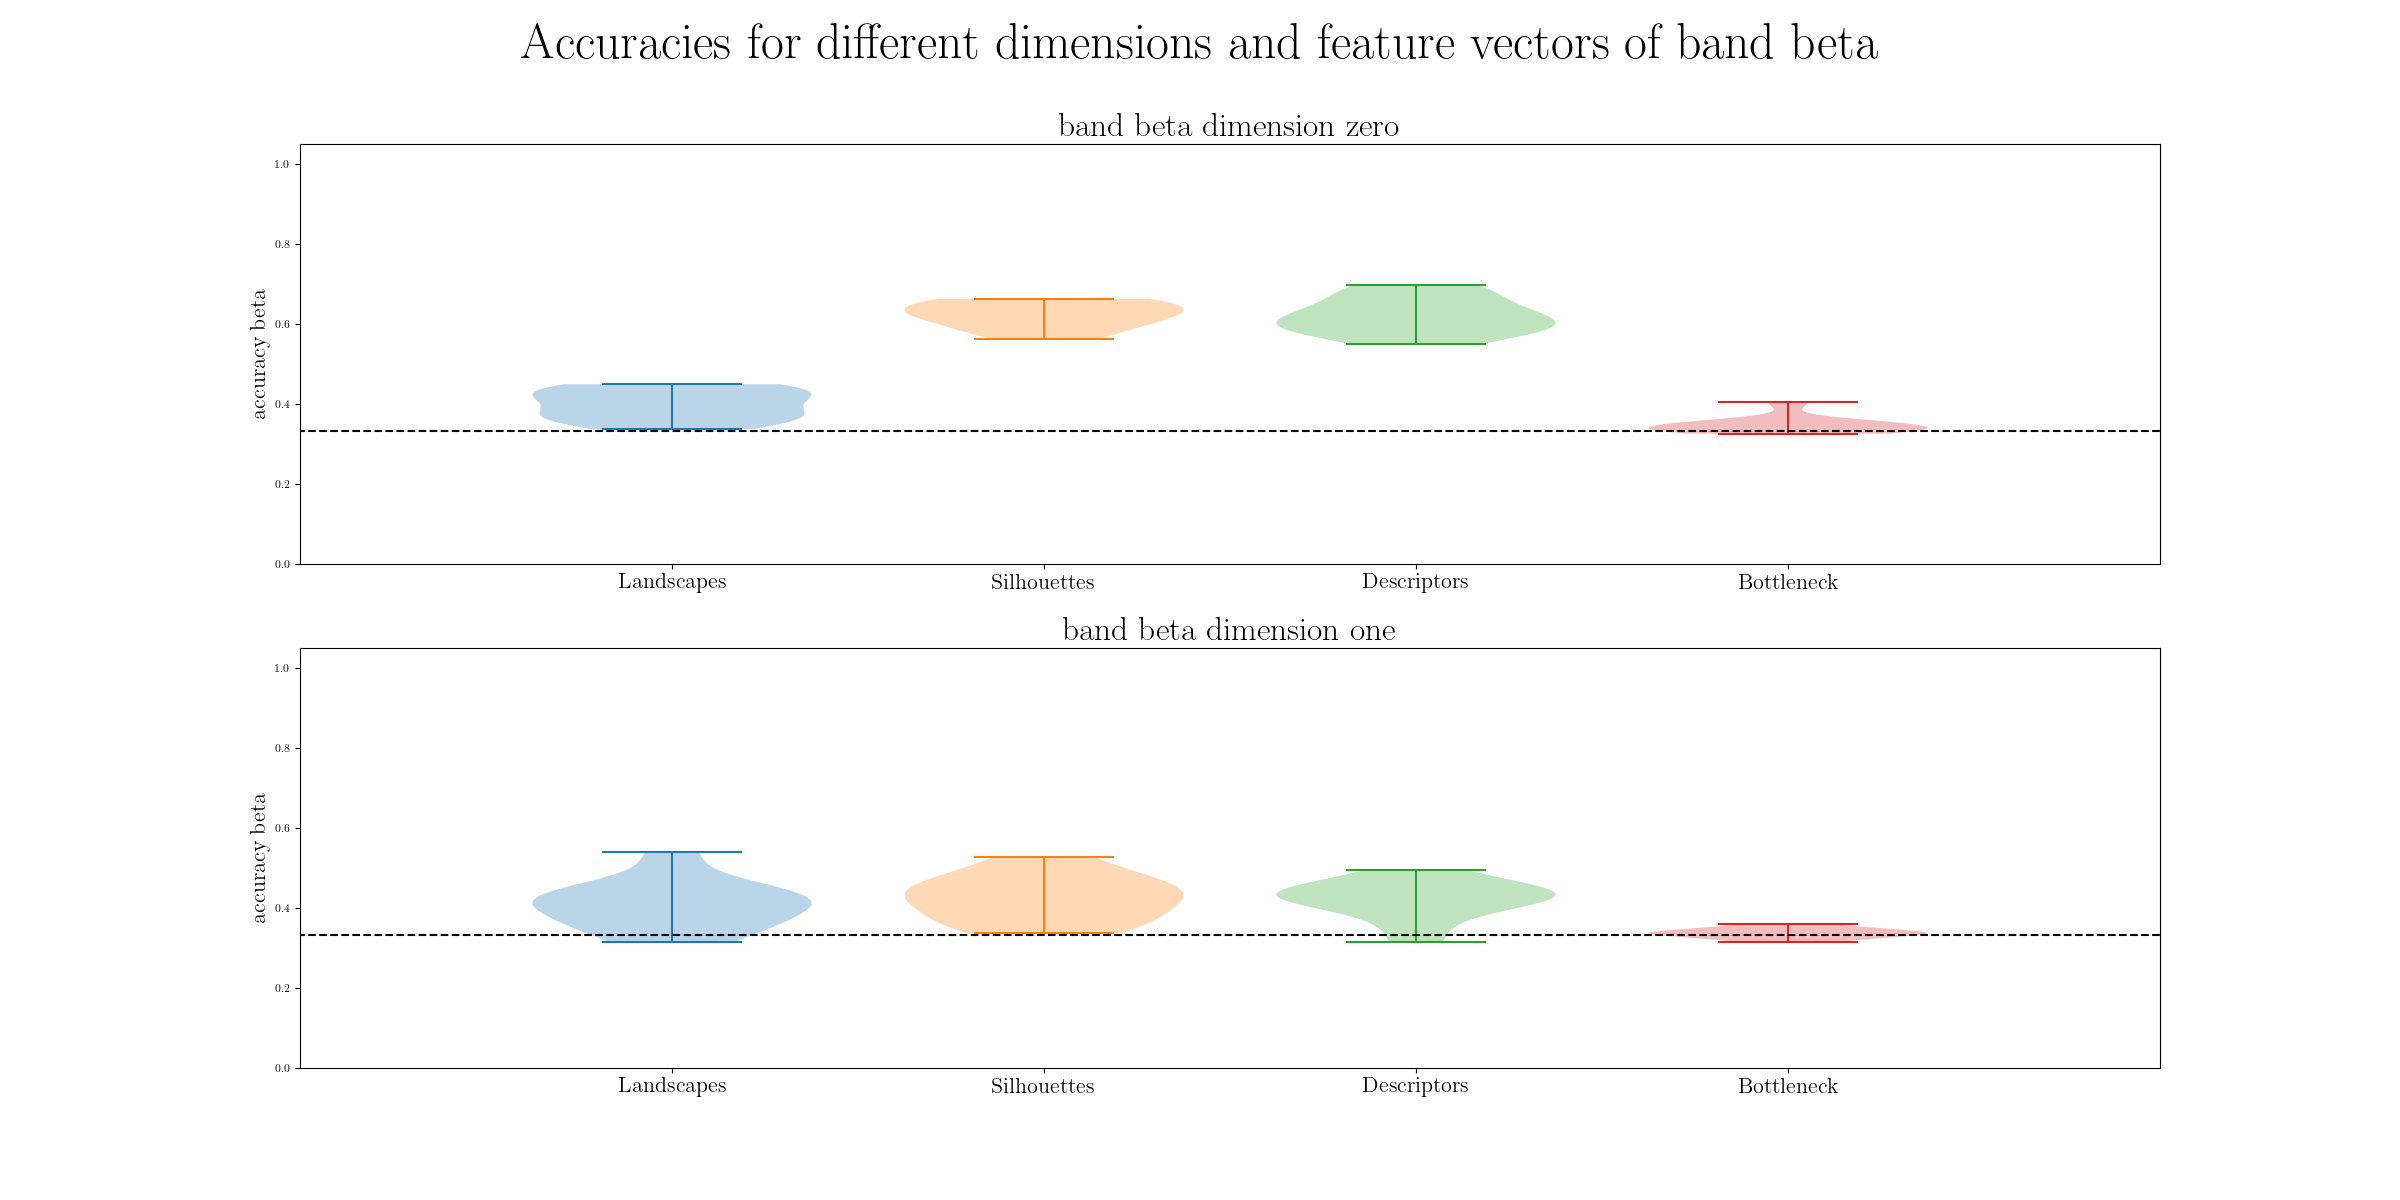 Accuracies for different dimensions and feature vectors of band beta
band beta dimension zero
accuracy beta
1.0
0.8
0.6
0.4
0.2
0.0
Landscapes Silhouettes Descriptors Bottleneck
band beta dimension one
accuracy beta
1.0
0.8
0.6
0.4
0.2
0.0
Landscapes Silhouettes Descriptors Bottleneck